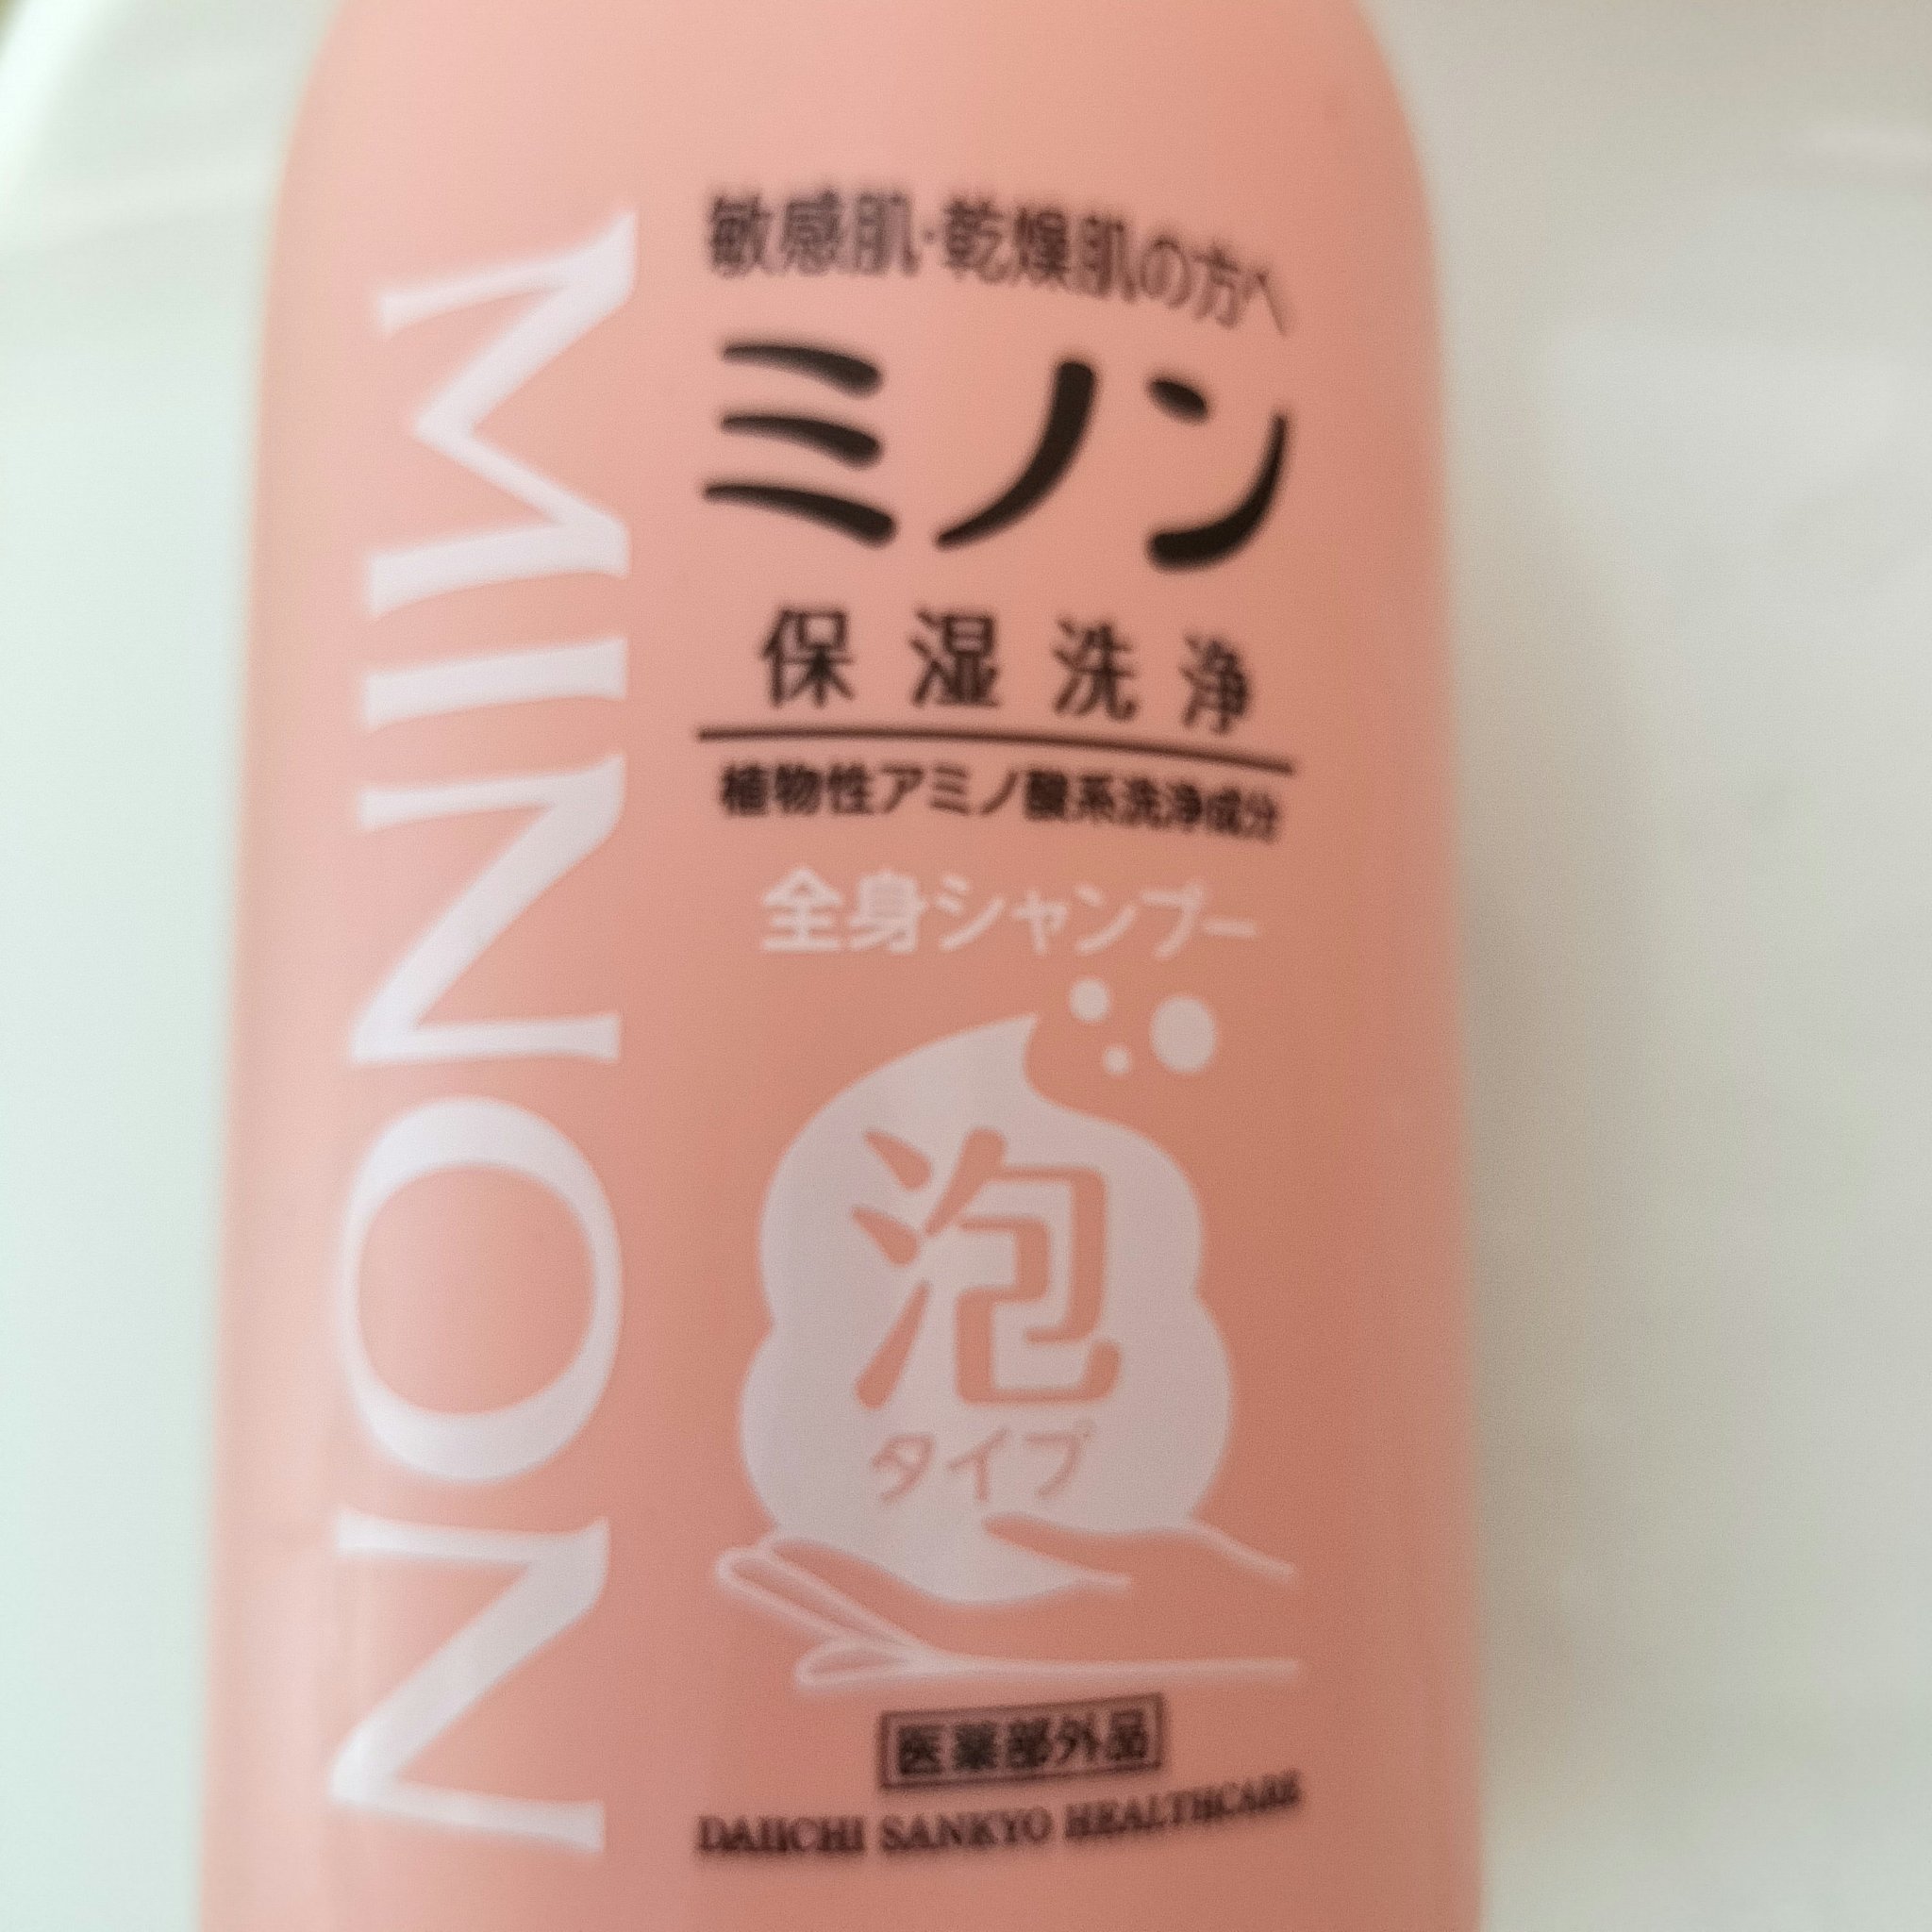 MINON
敏感肌・乾燥肌の方へ
ミノン
保湿洗浄
植物性アミノ酸系洗浄成分
全身シャンプー
泡
タイプ
医薬部外品
DAIICHI SANKYO HEALTHCARE